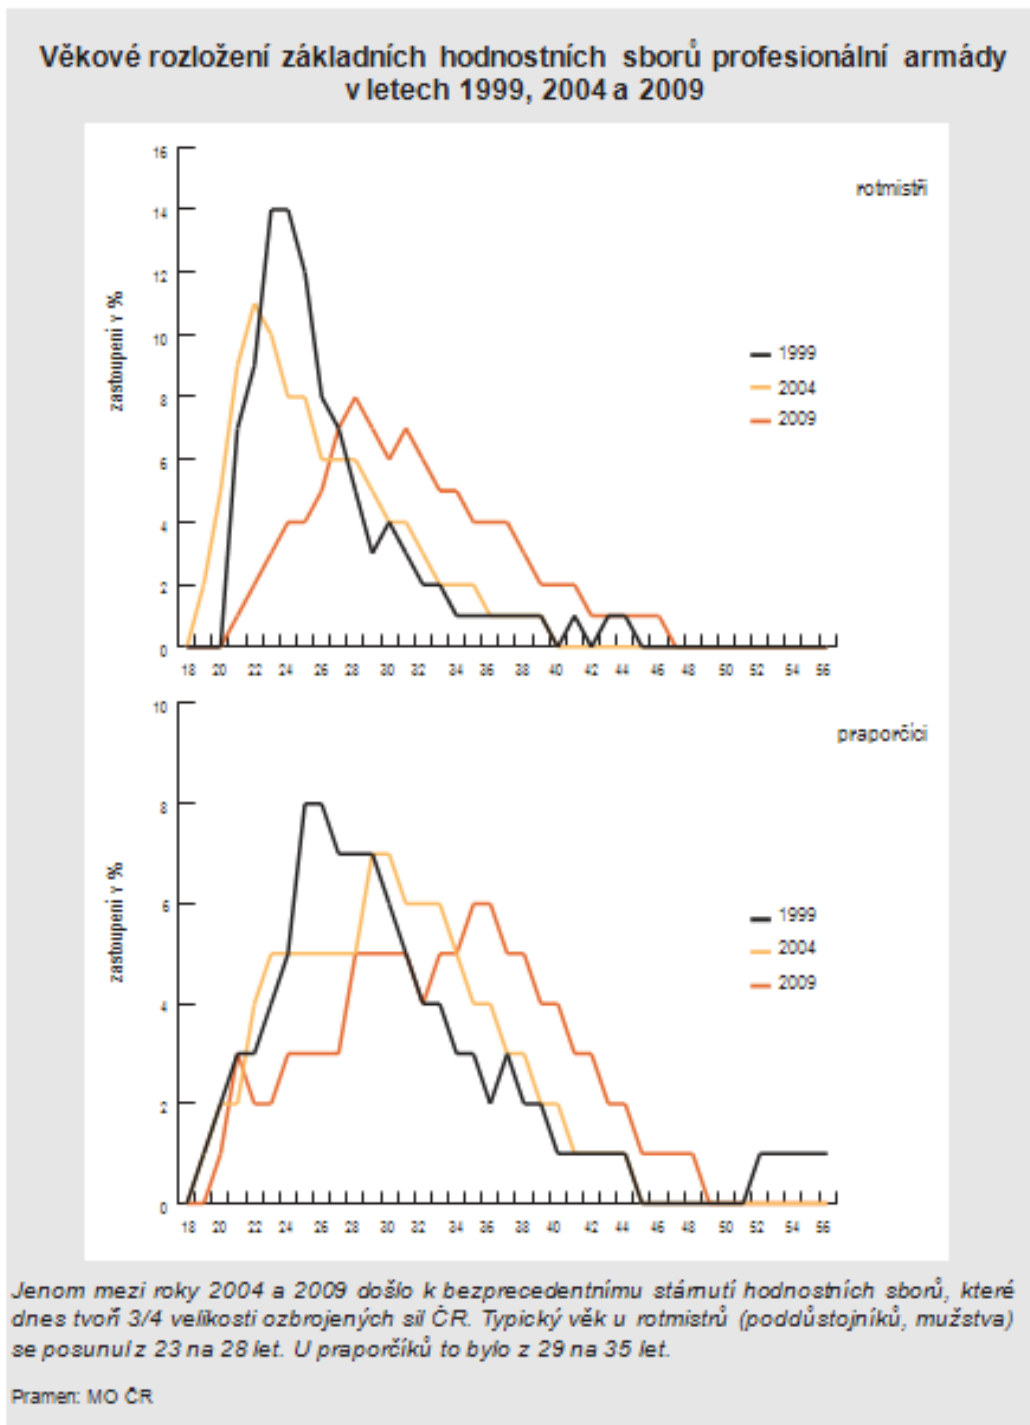 Věkové rozložení základních hodnostních sborů profesionální armády
v letech 1999, 2004 a 2009
16
rotmistři
14
12
zastoupeni v %
10
1999
8
2004
2009
6
4
2
0
18 20 22 24 26 28 30 32 34 36 38 40 42 44 46 48 50 52 54 56
10
praporčíci
8
zastoupeni v %
6
1999
2004
2009
4
2
0
18 20 22 24 26 28 30 32 34 36 38 40 42 44 46 48 50 52 54 56
Jenom mezi roky 2004 a 2009 došlo k bezprecedentnímu stárnutí hodnostních sborů, které
dnes tvoří 3/4 velikosti ozbrojených sil ČR. Typický věk u rotmistrů (poddůstojníků, mužstva)
se posunul z 23 na 28 let. U praporčíků to bylo z 29 na 35 let.
Pramen: MO ČR